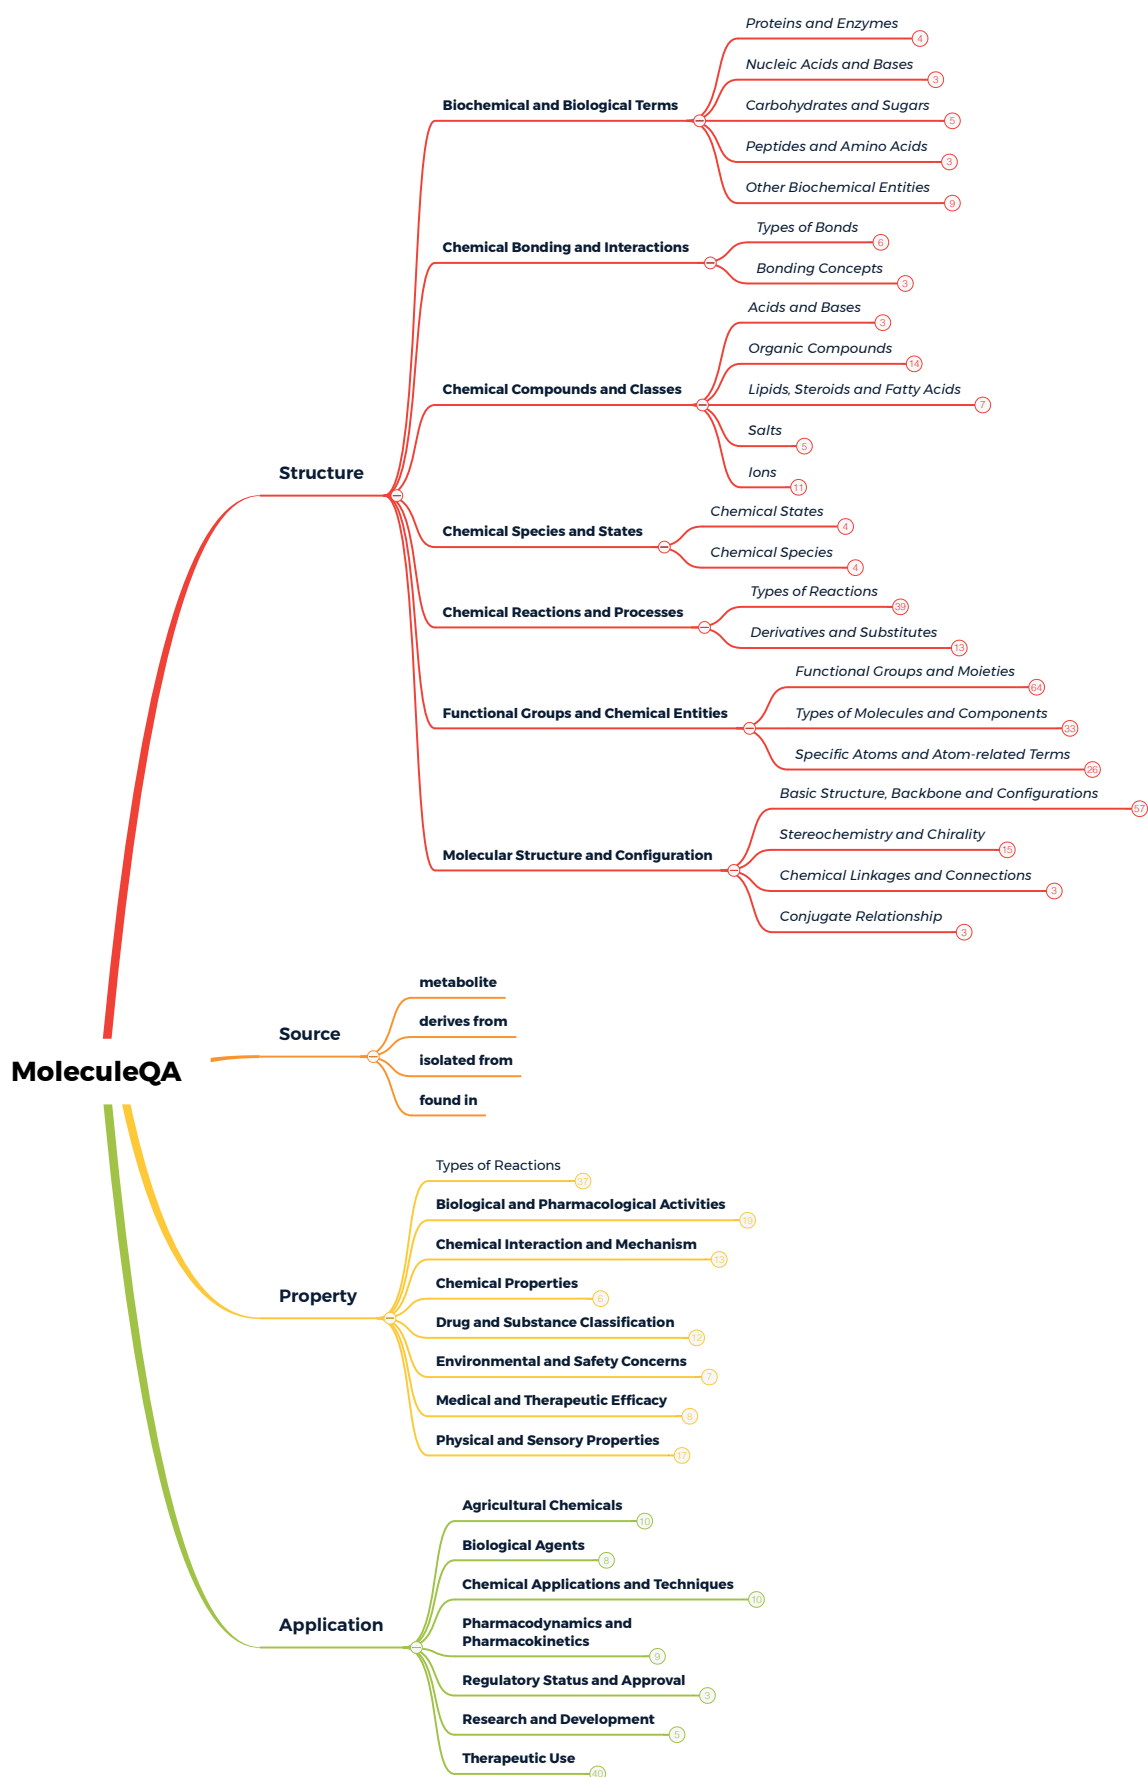 Proteins and Enzymes
4
Nucleic Acids and Bases
3
Biochemical and Biological Terms
Carbohydrates and Sugars
5
Peptides and Amino Acids
3
Other Biochemical Entities
9
Types of Bonds
6
Chemical Bonding and Interactions
Bonding Concepts
3
Acids and Bases
3
Organic Compounds
14
Chemical Compounds and Classes
Lipids, Steroids and Fatty Acids
7
Salts
5
Structure
Ions
11
Chemical States
4
Chemical Species and States
Chemical Species
4
Types of Reactions
39
Chemical Reactions and Processes
Derivatives and Substitutes
13
Functional Groups and Moieties
64
Functional Groups and Chemical Entities
Types of Molecules and Components
33
Specific Atoms and Atom-related Terms
26
Basic Structure, Backbone and Configurations
57
Stereochemistry and Chirality
15
Molecular Structure and Configuration
Chemical Linkages and Connections
3
Conjugate Relationship
3
metabolite
Source
derives from
isolated from
found in
MoleculeQA
Types of Reactions
37
Biological and Pharmacological Activities
19
Chemical Interaction and Mechanism
13
Chemical Properties
6
Property
Drug and Substance Classification
12
Environmental and Safety Concerns
7
Medical and Therapeutic Efficacy
8
Physical and Sensory Properties
17
Agricultural Chemicals
10
Biological Agents
8
Chemical Applications and Techniques
10
Application
Pharmacodynamics and
Pharmacokinetics
9
Regulatory Status and Approval
3
Research and Development
5
Therapeutic Use
40